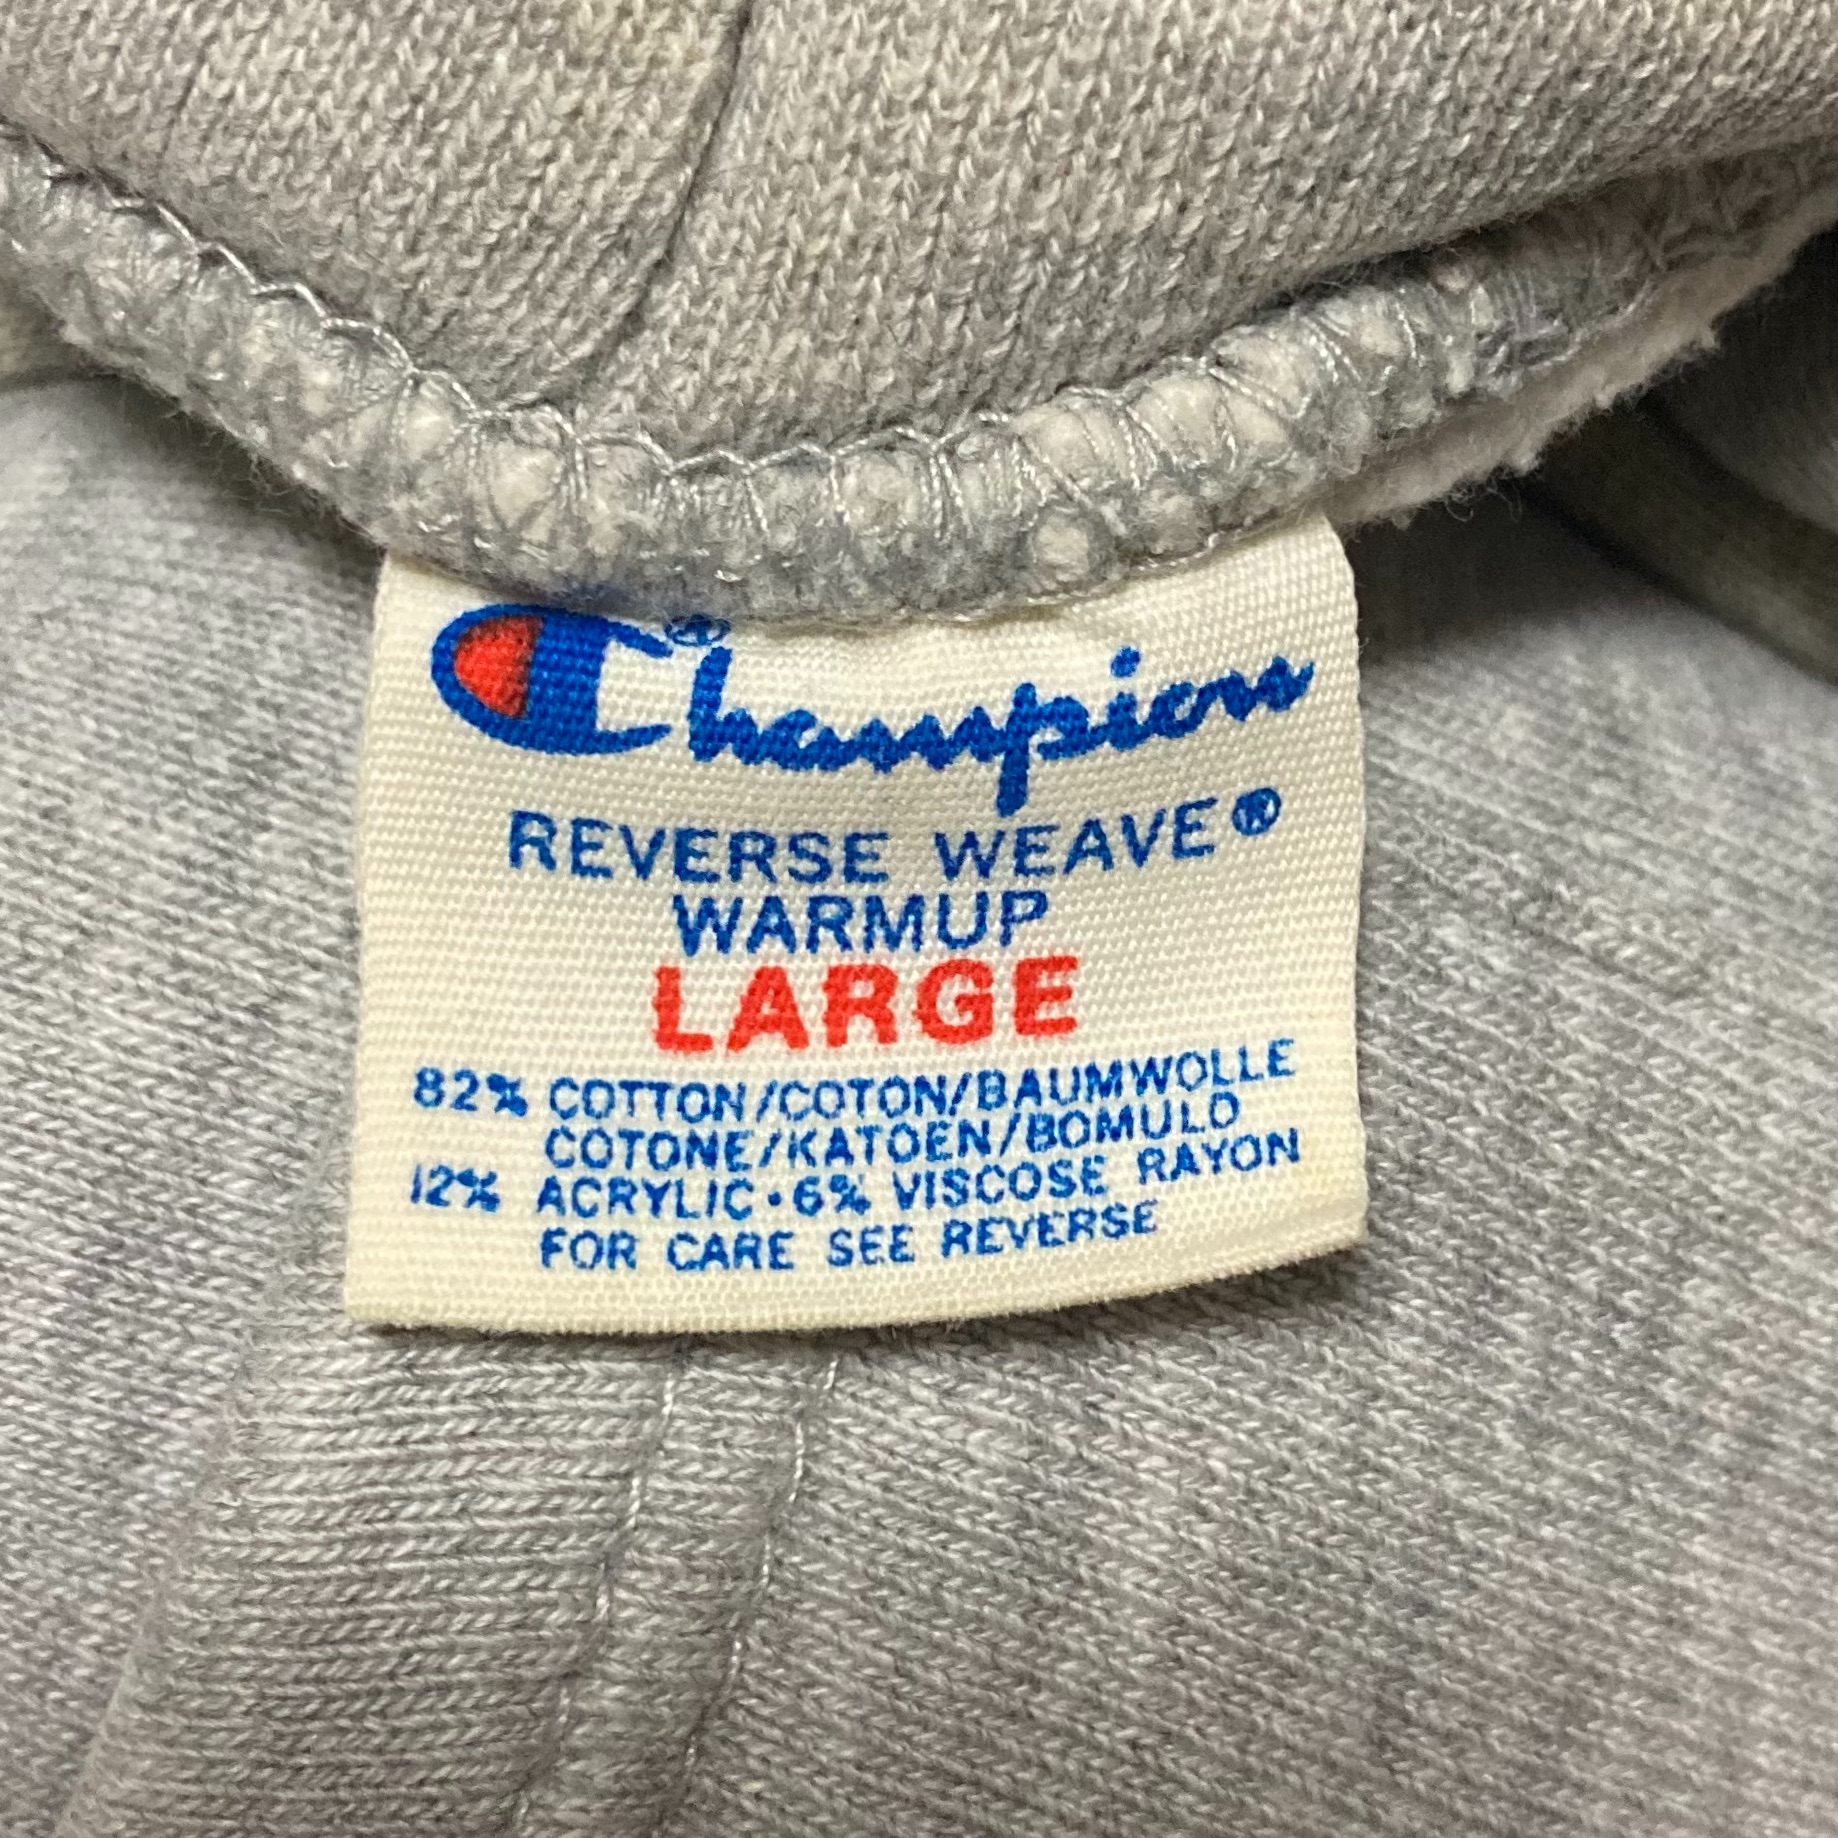 Champion®
REVERSE WEAVE®
WARMUP
LARGE
82% COTTON/COTON/BAUMWOLLE
COTONE/KATOEN/BOMULD
12% ACRYLIC·6% VISCOSE RAYON
FOR CARE SEE REVERSE